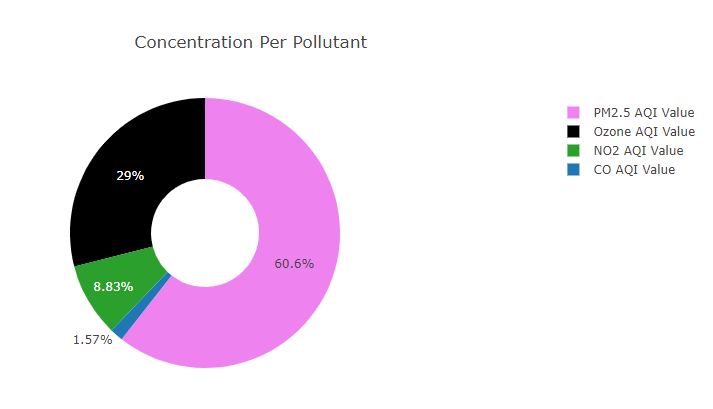 Concentration Per Pollutant
PM2.5 AQI Value
Ozone AQI Value
NO2 AQI Value
CO AQI Value
29%
60.6%
8.83%
1.57%